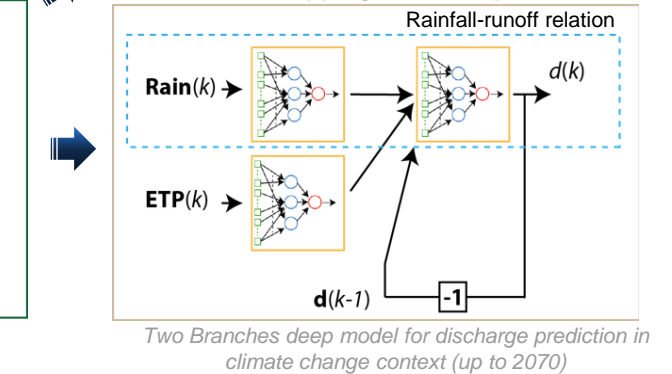 Rainfall-runoff relation
Rain(k)
d(k)
ETP(k)
d(k-1)
-1
Two Branches deep model for discharge prediction in
climate change context (up to 2070)